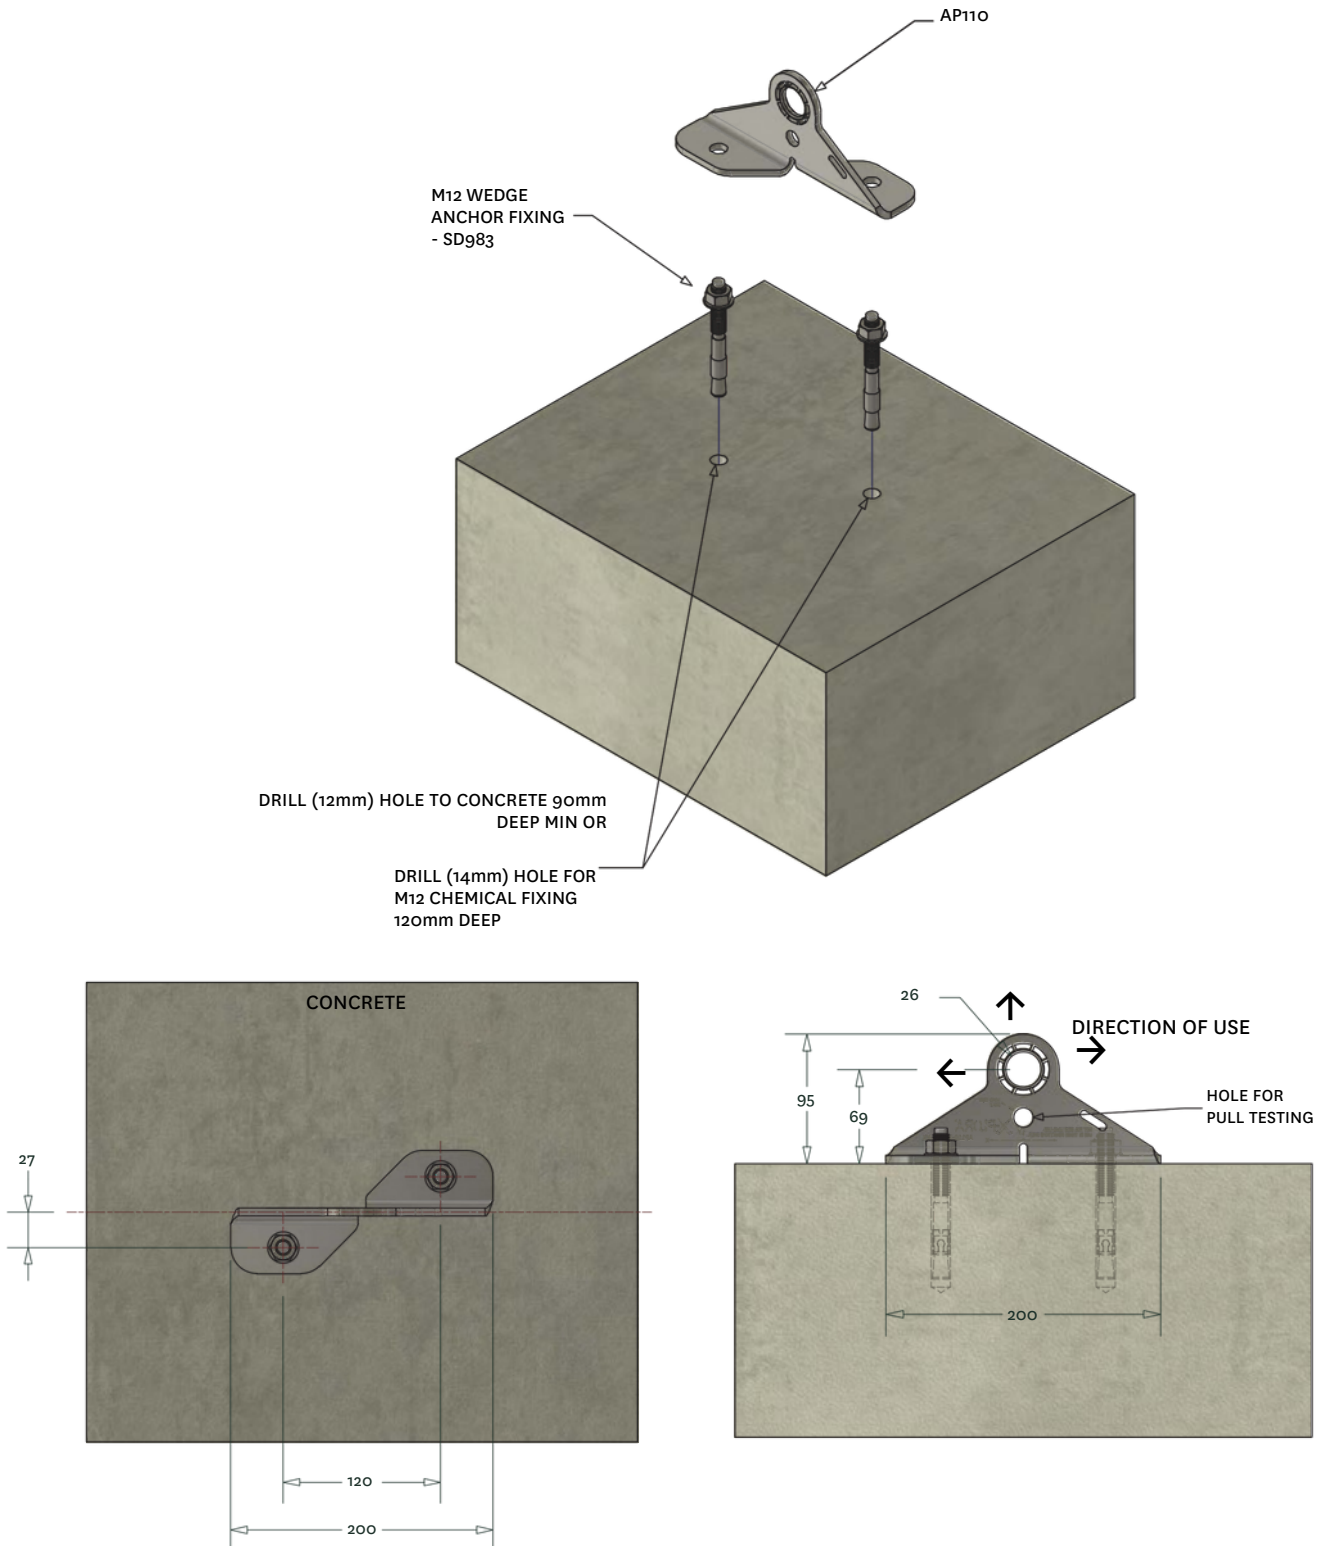 AP110
M12 WEDGE
ANCHOR FIXING
- SD983
DRILL (12mm) HOLE TO CONCRETE 90mm
DEEP MIN OR
DRILL (14mm) HOLE FOR
M12 CHEMICAL FIXING
120mm DEEP
CONCRETE
27
120
200
26
DIRECTION OF USE
95
69
HOLE FOR
PULL TESTING
200